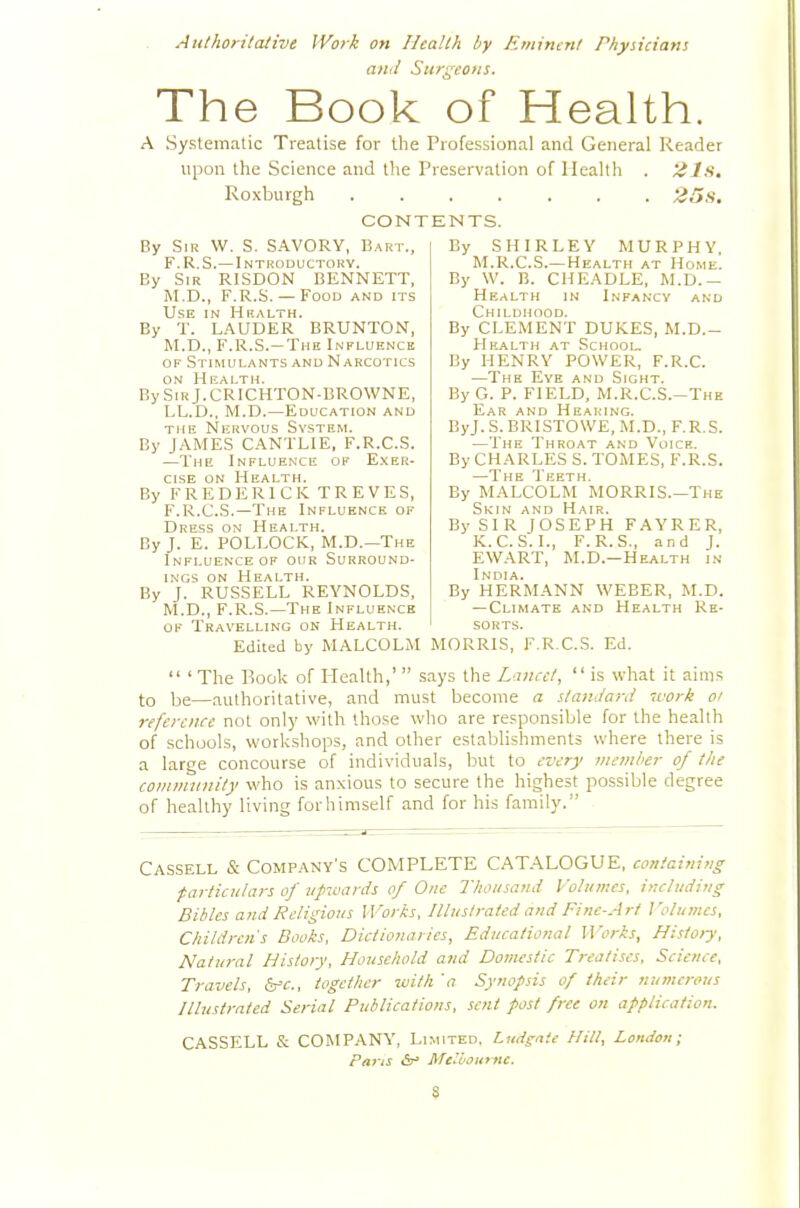 Authoritative Work on Health by Eminent Physicians
and Surgeons.
The Book of Health.
A Systematic Treatise for the Professional and General Reader
upon the Science and the Preservation of Health . 21s.
Roxburgh . . . . . . . 25s.
CONTENTS.
By Sir W. S. SAVORY, Bart.,
F.R.S.—Introductory.
By Sir RISDON BENNETT,
M.D., F.R.S. — Food and its
Use in Health.
By T. LAUDER BRUNTON,
M.D., F.R.S.—The Influence
of Stimulants and Narcotics
on Health.
By Sir J. CRICHTON-BROWNE,
LL.D., M.D.—Education and
the Nervous System.
By JAMES CANTLIE, F.R.C.S.
—The Influence of Exer-
cise on Health.
By FREDERICK TREVES,
F.R.C.S.—The Influence of
Dress on Health.
By J. E. POLLOCK, M.D.—The
Influence of our Surround-
ings on Health.
By J. RUSSELL REYNOLDS,
M.D., F.R.S.—The Influence
of Travelling on Health.
By SHIRLEY MURPHY,
M.R.C.S.—Health at Home.
By W. B. CHEADLE, M.D.—
Health in Infancy and
Childhood.
By CLEMENT DUKES, M.D.—
Health at School.
By HENRY POWER, F.R.C.
—The Eye and Sight.
By G. P. FIELD, M.R.C.S.—The
Ear and Hearing.
By J. S. BRISTOWE, M.D., F.R.S.
—The Throat and Voice.
By CHARLES S. TOMES, F.R.S.
—The Teeth.
By MALCOLM MORRIS.—The
Skin and Hair.
By SIR JOSEPH FAYRER,
K.C.S.I., F.R.S., and J.
EWART, M.D.—Health in
India.
By HERMANN WEBER, M.D.
—Climate and Health Re-
sorts.
Edited by MALCOLM MORRIS, F.R.C.S. Ed.
" 'The Book of Health,' " says the Lancet, "is what it aims
to be—authoritative, and must become a standard work of
reference not only with those who are responsible for the health
of schools, workshops, and other establishments where there is
a large concourse of individuals, but to every member of the
community who is anxious to secure the highest possible degree
of healthy living for himself and for his family."
Cassell & Company's COMPLETE CATALOGUE, containing
particulars of upwards of One Thousand Volumes, including
Bibles and Religious Works, Illustrated and Fine-Art Volumes,
Children's Books, Dictionaries, Educational Works, History,
Natural History, Household and Domestic Treatises, Science,
Travels, &c., together with a Synopsis of their numerous
Illustrated Serial Publications, sent post free on application.
CASSELL & COMPANY, Limited, Ludgate Hill, London;
Paris & Melbourne.
8